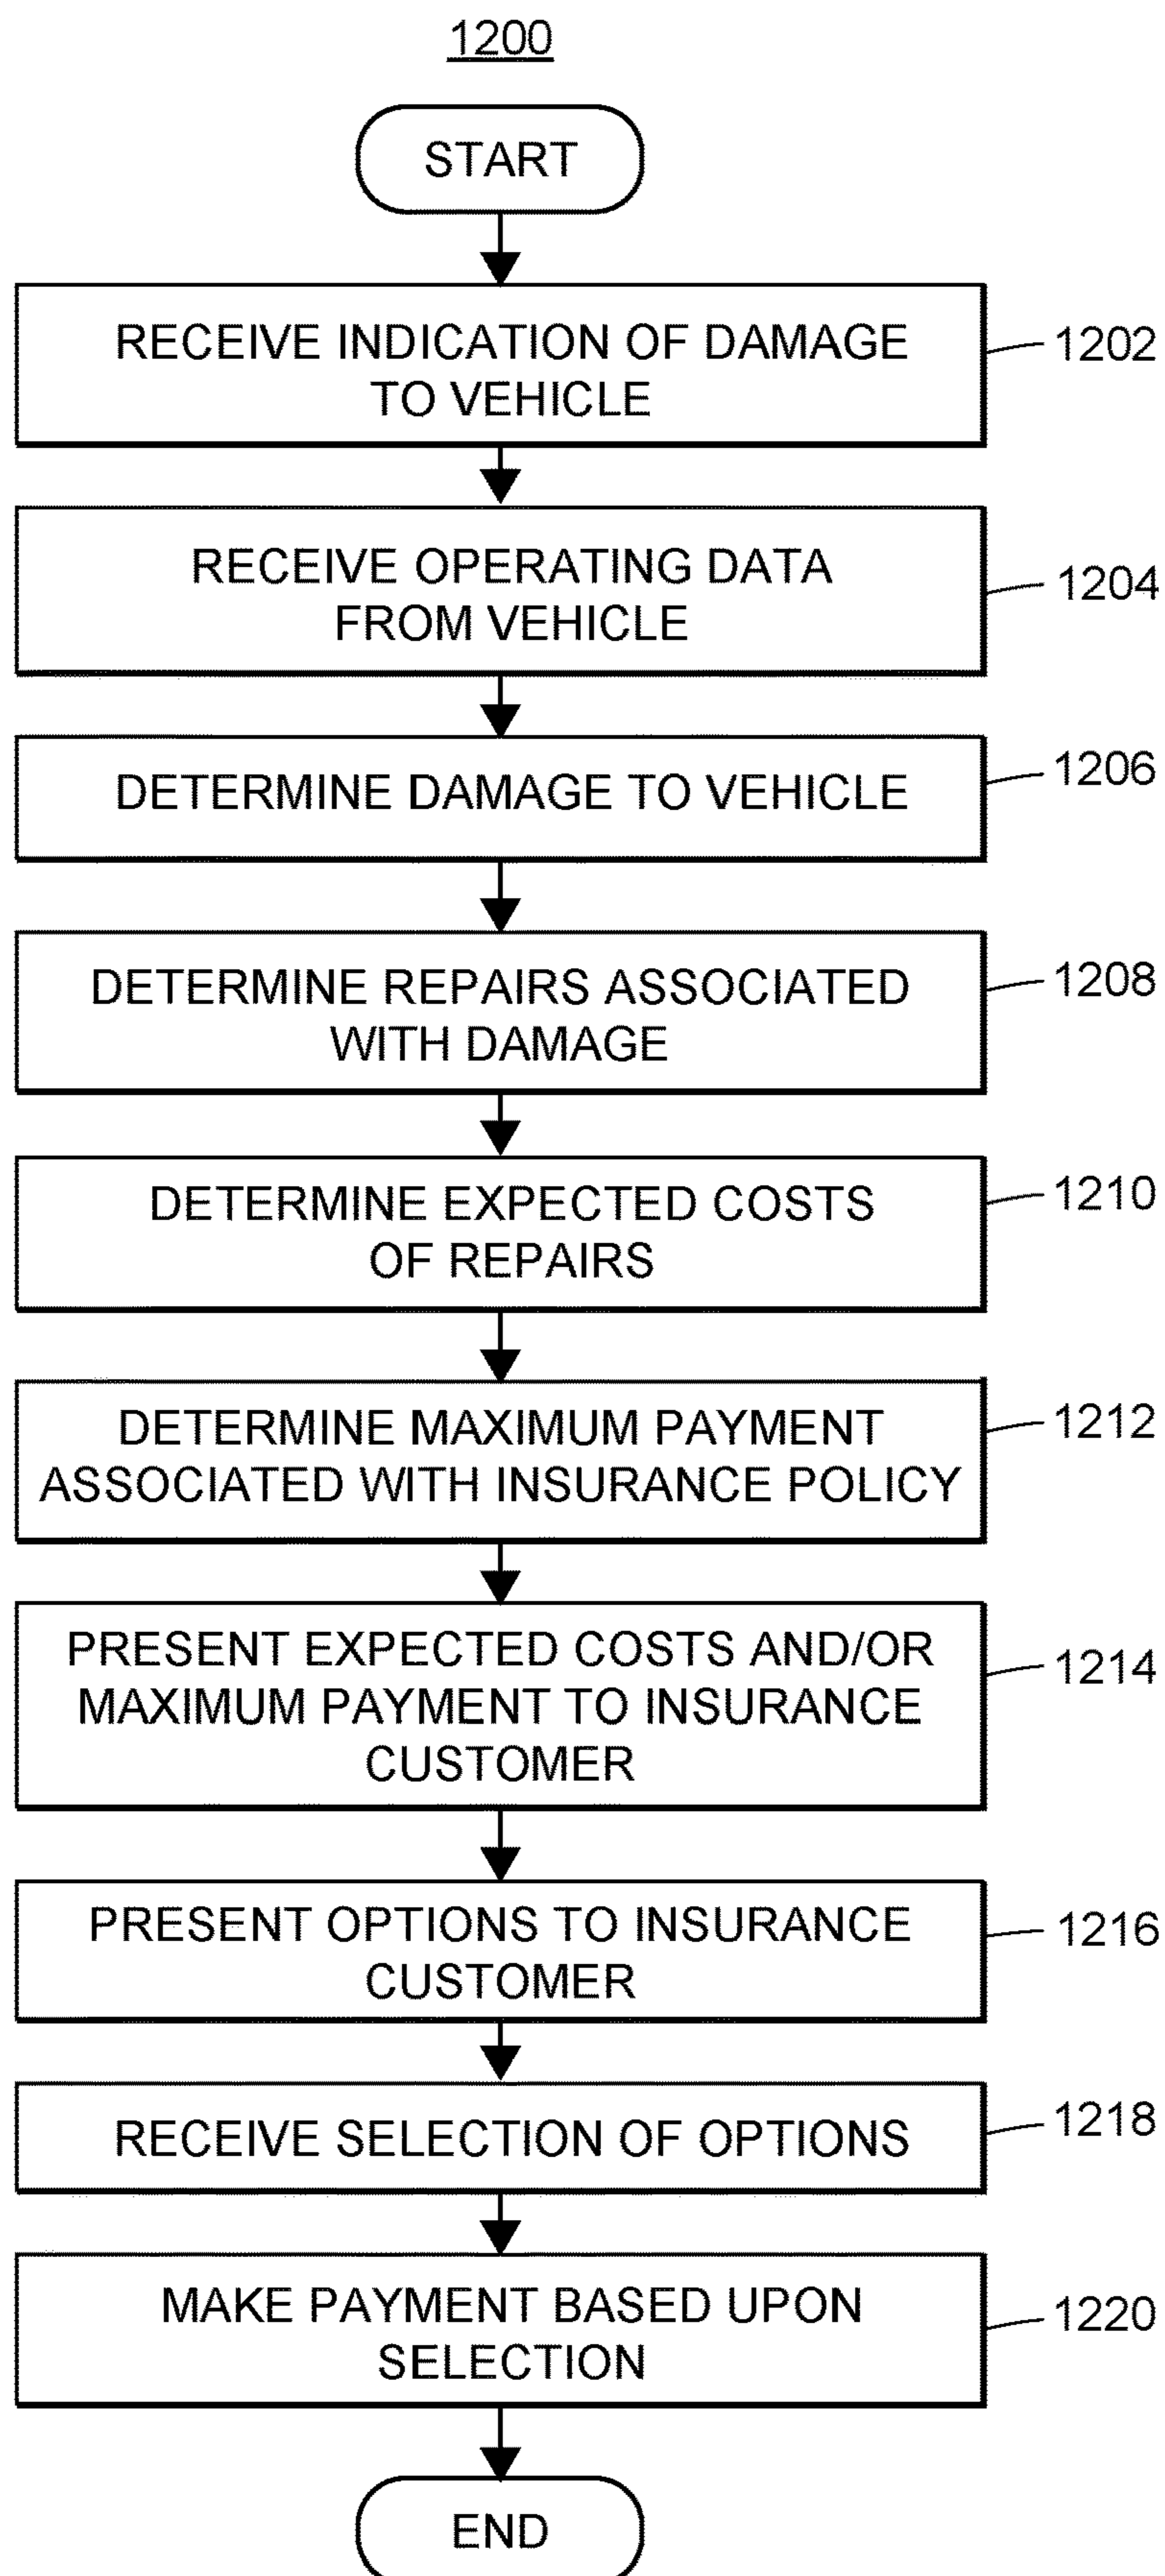 1200
START
RECEIVE INDICATION OF DAMAGE
TO VEHICLE
1202
RECEIVE OPERATING DATA
FROM VEHICLE
1204
DETERMINE DAMAGE TO VEHICLE
1206
DETERMINE REPAIRS ASSOCIATED
WITH DAMAGE
1208
DETERMINE EXPECTED COSTS
OF REPAIRS
1210
DETERMINE MAXIMUM PAYMENT
ASSOCIATED WITH INSURANCE POLICY
1212
PRESENT EXPECTED COSTS AND/OR
MAXIMUM PAYMENT TO INSURANCE
CUSTOMER
1214
PRESENT OPTIONS TO INSURANCE
CUSTOMER
1216
RECEIVE SELECTION OF OPTIONS
1218
MAKE PAYMENT BASED UPON
SELECTION
1220
END